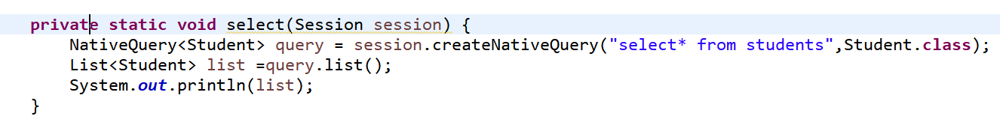 private static void select(Session session) {
NativeQuery<Student> query = session.createNativeQuery("select* from students",Student.class);
List<Student> list =query.list();
System.out.println(list);
}